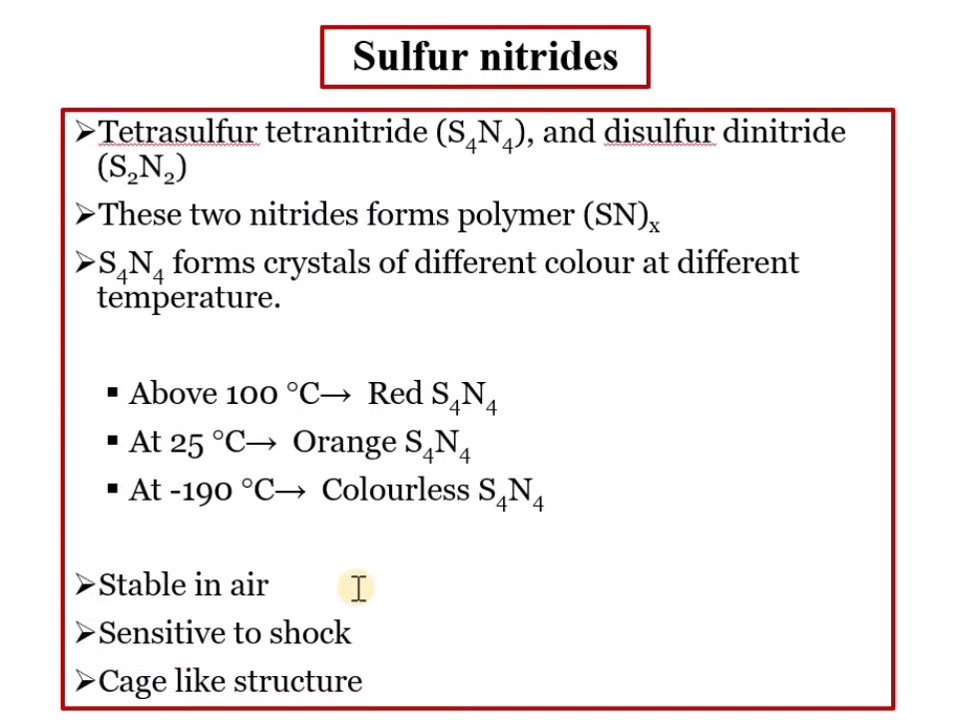 Sulfur nitrides
➢Tetrasulfur tetranitride (S₄N₄), and disulfur dinitride
(S₂N₂)
➢These two nitrides forms polymer (SN)ₓ
➢S₄N₄ forms crystals of different colour at different
temperature.
▪ Above 100 °C→ Red S₄N₄
▪ At 25 °C→ Orange S₄N₄
▪ At -190 °C→ Colourless S₄N₄
➢Stable in air
➢Sensitive to shock
➢Cage like structure